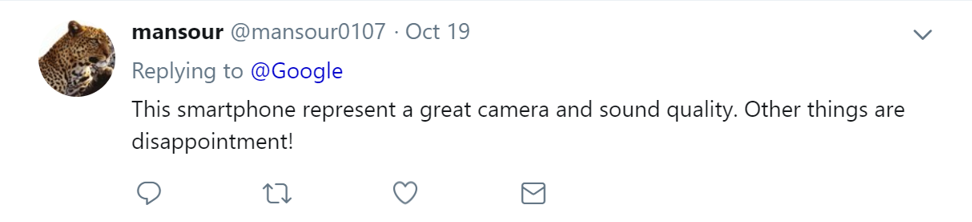 mansour @mansour0107 · Oct 19
Replying to @Google
This smartphone represent a great camera and sound quality. Other things are
disappointment!